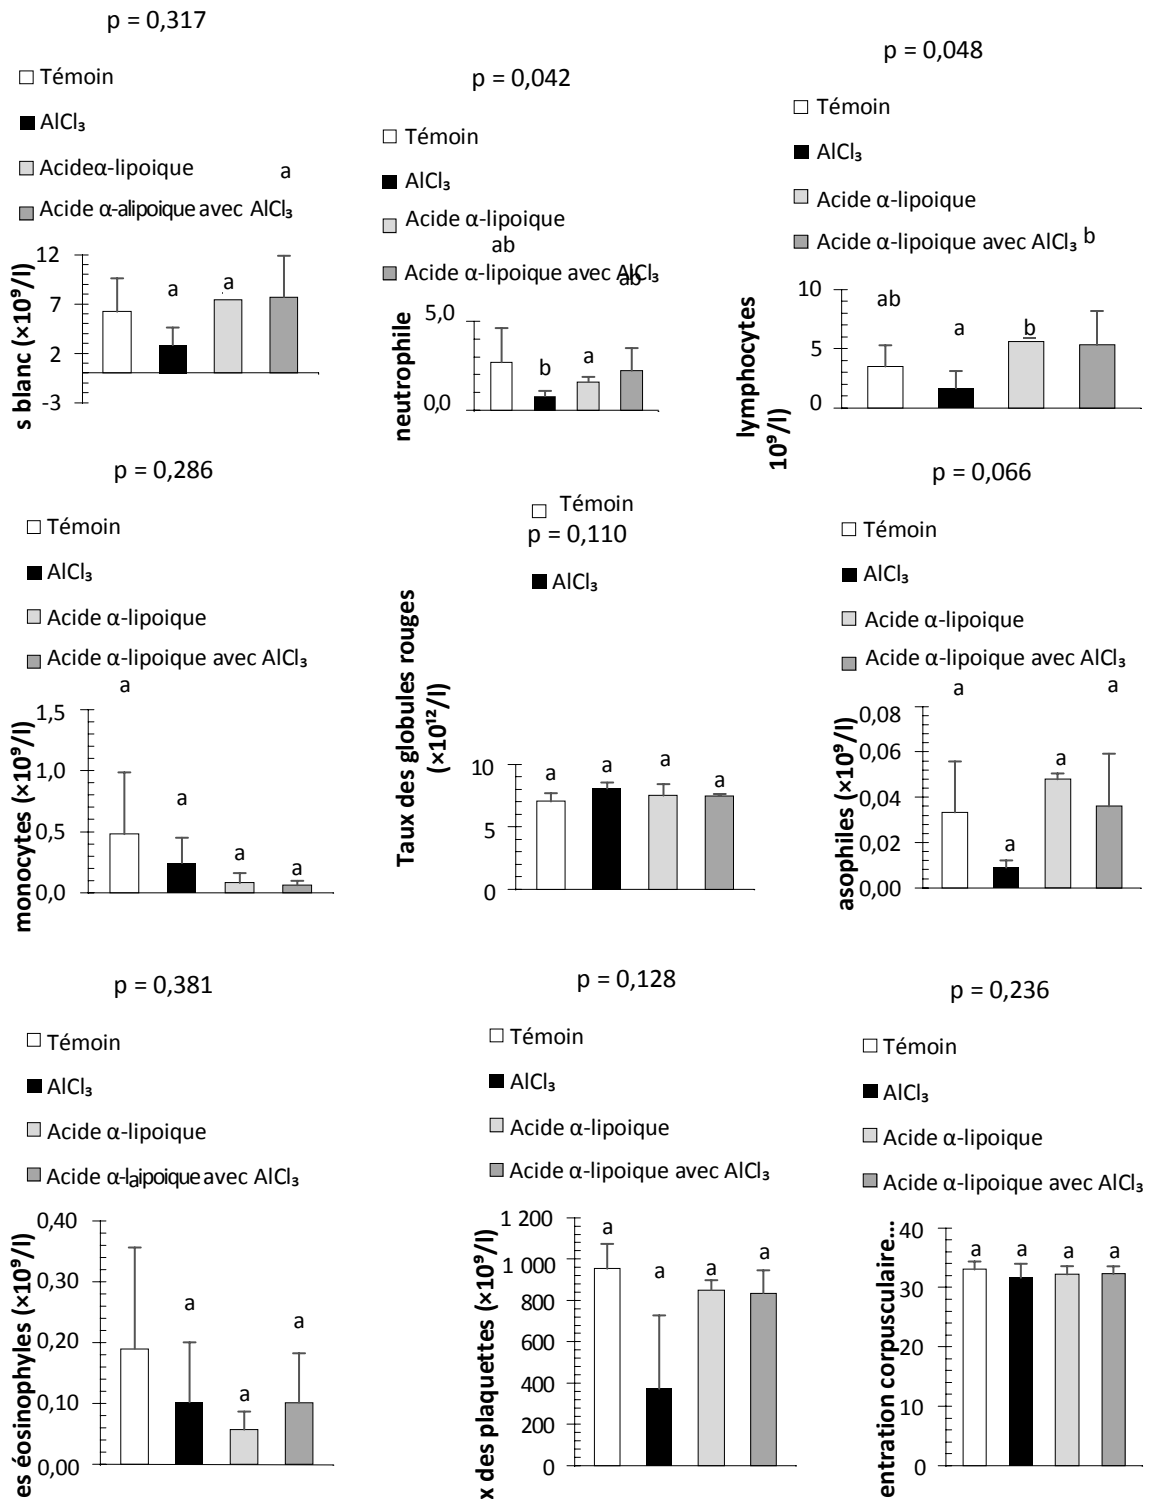 p = 0,317
□ Témoin
■ AlCl₃
Acideα-lipoique
a
Acide α-alipoique avec AlCl₃
12
7
2
-3
a
a
s blanc (×10⁹/l)
p = 0,042
Témoin
AlCl₃
Acide α-lipoique
ab
Acide α-lipoique avec AlCl₃
ab
5,0
0,0
b
a
neutrophile
p = 0,048
Témoin
AlCl₃
Acide α-lipoique
Acide α-lipoique avec AlCl₃ b
10
5
0
ab
a
b
lymphocytes
10⁹/l)
p = 0,286
Témoin
AlCl₃
Acide α-lipoique
Acide α-lipoique avec AlCl₃
a
1,5
1,0
0,5
0,0
a
a
a
monocytes (×10⁹/l)
Témoin
p = 0,110
AlCl₃
Taux des globules rouges
(×10¹²/l)
10
5
0
a
a
a
a
p = 0,066
Témoin
AlCl₃
Acide α-lipoique
Acide α-lipoique avec AlCl₃
a
a
0,08
0,06
0,04
0,02
0,00
a
a
asophiles (×10⁹/l)
p = 0,381
Témoin
AlCl₃
Acide α-lipoique
Acide α-laipoique avec AlCl₃
0,40
0,30
0,20
0,10
0,00
a
a
a
es éosinophyles (×10⁹/l)
p = 0,128
Témoin
AlCl₃
Acide α-lipoique
Acide α-lipoique avec AlCl₃
1 200
1 000
800
600
400
200
0
a
a
a
a
x des plaquettes (×10⁹/l)
p = 0,236
Témoin
AlCl₃
Acide α-lipoique
Acide α-lipoique avec AlCl₃
40
30
20
10
0
a
a
a
a
entration corpusculaire...